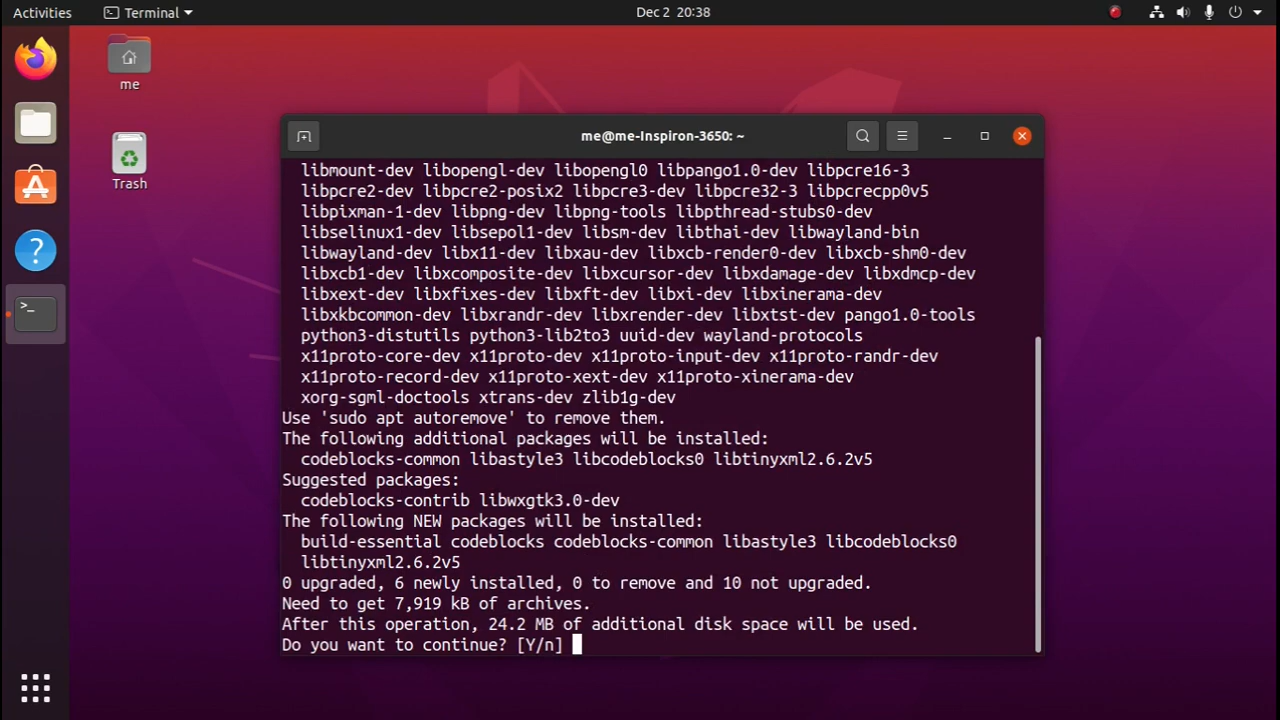 Activities
Terminal
Dec 2 20:38
me
Trash
me@me-Inspiron-3650: ~
libmount-dev libopengl-dev libopengl0 libpango1.0-dev libpcre16-3
libpcre2-dev libpcre2-posix2 libpcre3-dev libpcre32-3 libpcrecpp0v5
libpixman-1-dev libpng-dev libpng-tools libpthread-stubs0-dev
libselinux1-dev libsepol1-dev libsm-dev libthai-dev libwayland-bin
libwayland-dev libx11-dev libxau-dev libxcb-render0-dev libxcb-shm0-dev
libxcb1-dev libxcomposite-dev libxcursor-dev libxdamage-dev libxdmcp-dev
libxext-dev libxfixes-dev libxft-dev libxi-dev libxinerama-dev
libxkbcommon-dev libxrandr-dev libxrender-dev libxtst-dev pango1.0-tools
python3-distutils python3-lib2to3 uuid-dev wayland-protocols
x11proto-core-dev x11proto-dev x11proto-input-dev x11proto-randr-dev
x11proto-record-dev x11proto-xext-dev x11proto-xinerama-dev
xorg-sgml-doctools xtrans-dev zlib1g-dev
Use 'sudo apt autoremove' to remove them.
The following additional packages will be installed:
codeblocks-common libastyle3 libcodeblocks0 libtinyxml2.6.2v5
Suggested packages:
codeblocks-contrib libwxgtk3.0-dev
The following NEW packages will be installed:
build-essential codeblocks codeblocks-common libastyle3 libcodeblocks0
libtinyxml2.6.2v5
0 upgraded, 6 newly installed, 0 to remove and 10 not upgraded.
Need to get 7,919 kB of archives.
After this operation, 24.2 MB of additional disk space will be used.
Do you want to continue? [Y/n]